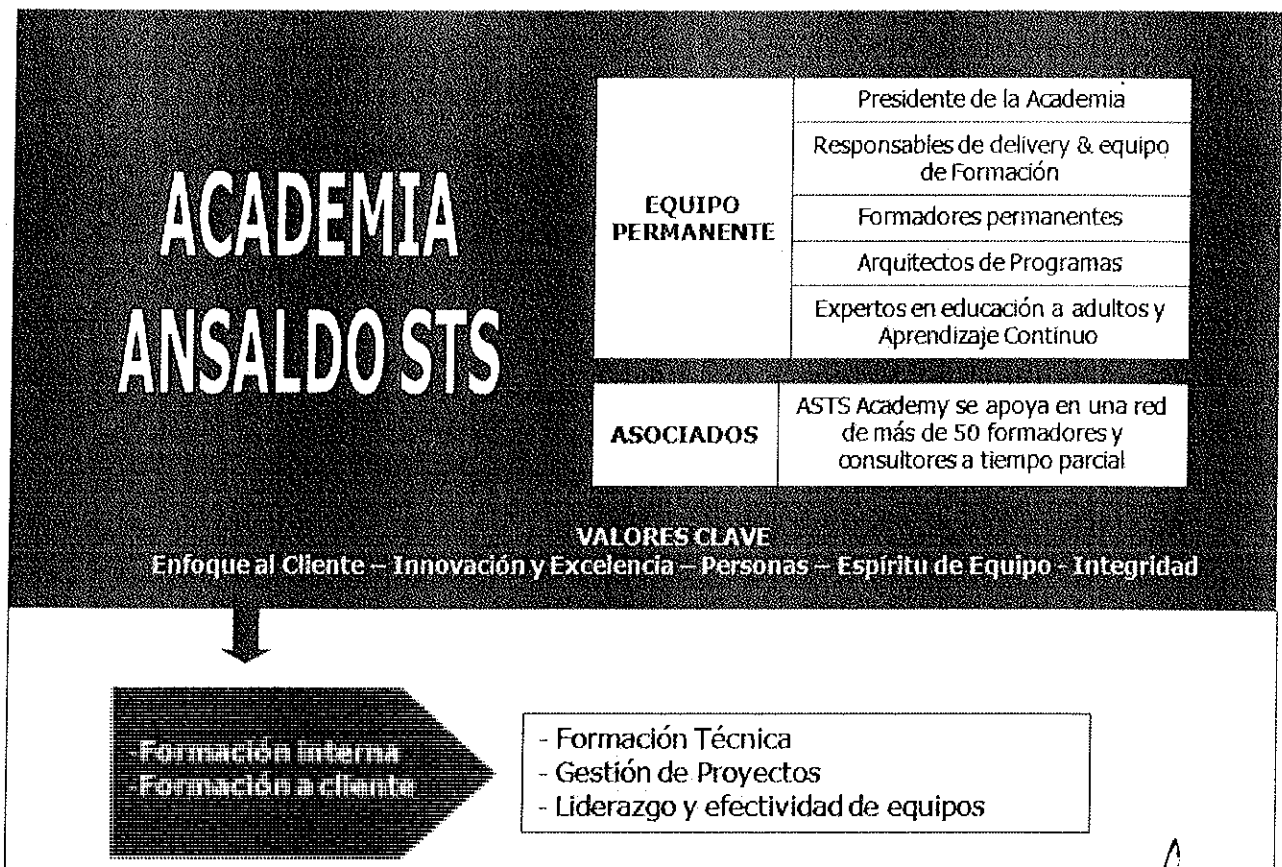 ACADEMIA
ANSALDO STS
EQUIPO
PERMANENTE
Presidente de la Academia
Responsables de delivery & equipo
de Formación
Formadores permanentes
Arquitectos de Programas
Expertos en educación a adultos y
Aprendizaje Continuo
ASOCIADOS
ASTS Academy se apoya en una red
de más de 50 formadores y
consultores a tiempo parcial
VALORES CLAVE
Enfoque al Cliente – Innovación y Excelencia – Personas – Espíritu de Equipo - Integridad
-Formación interna
-Formación a cliente
- Formación Técnica
- Gestión de Proyectos
- Liderazgo y efectividad de equipos